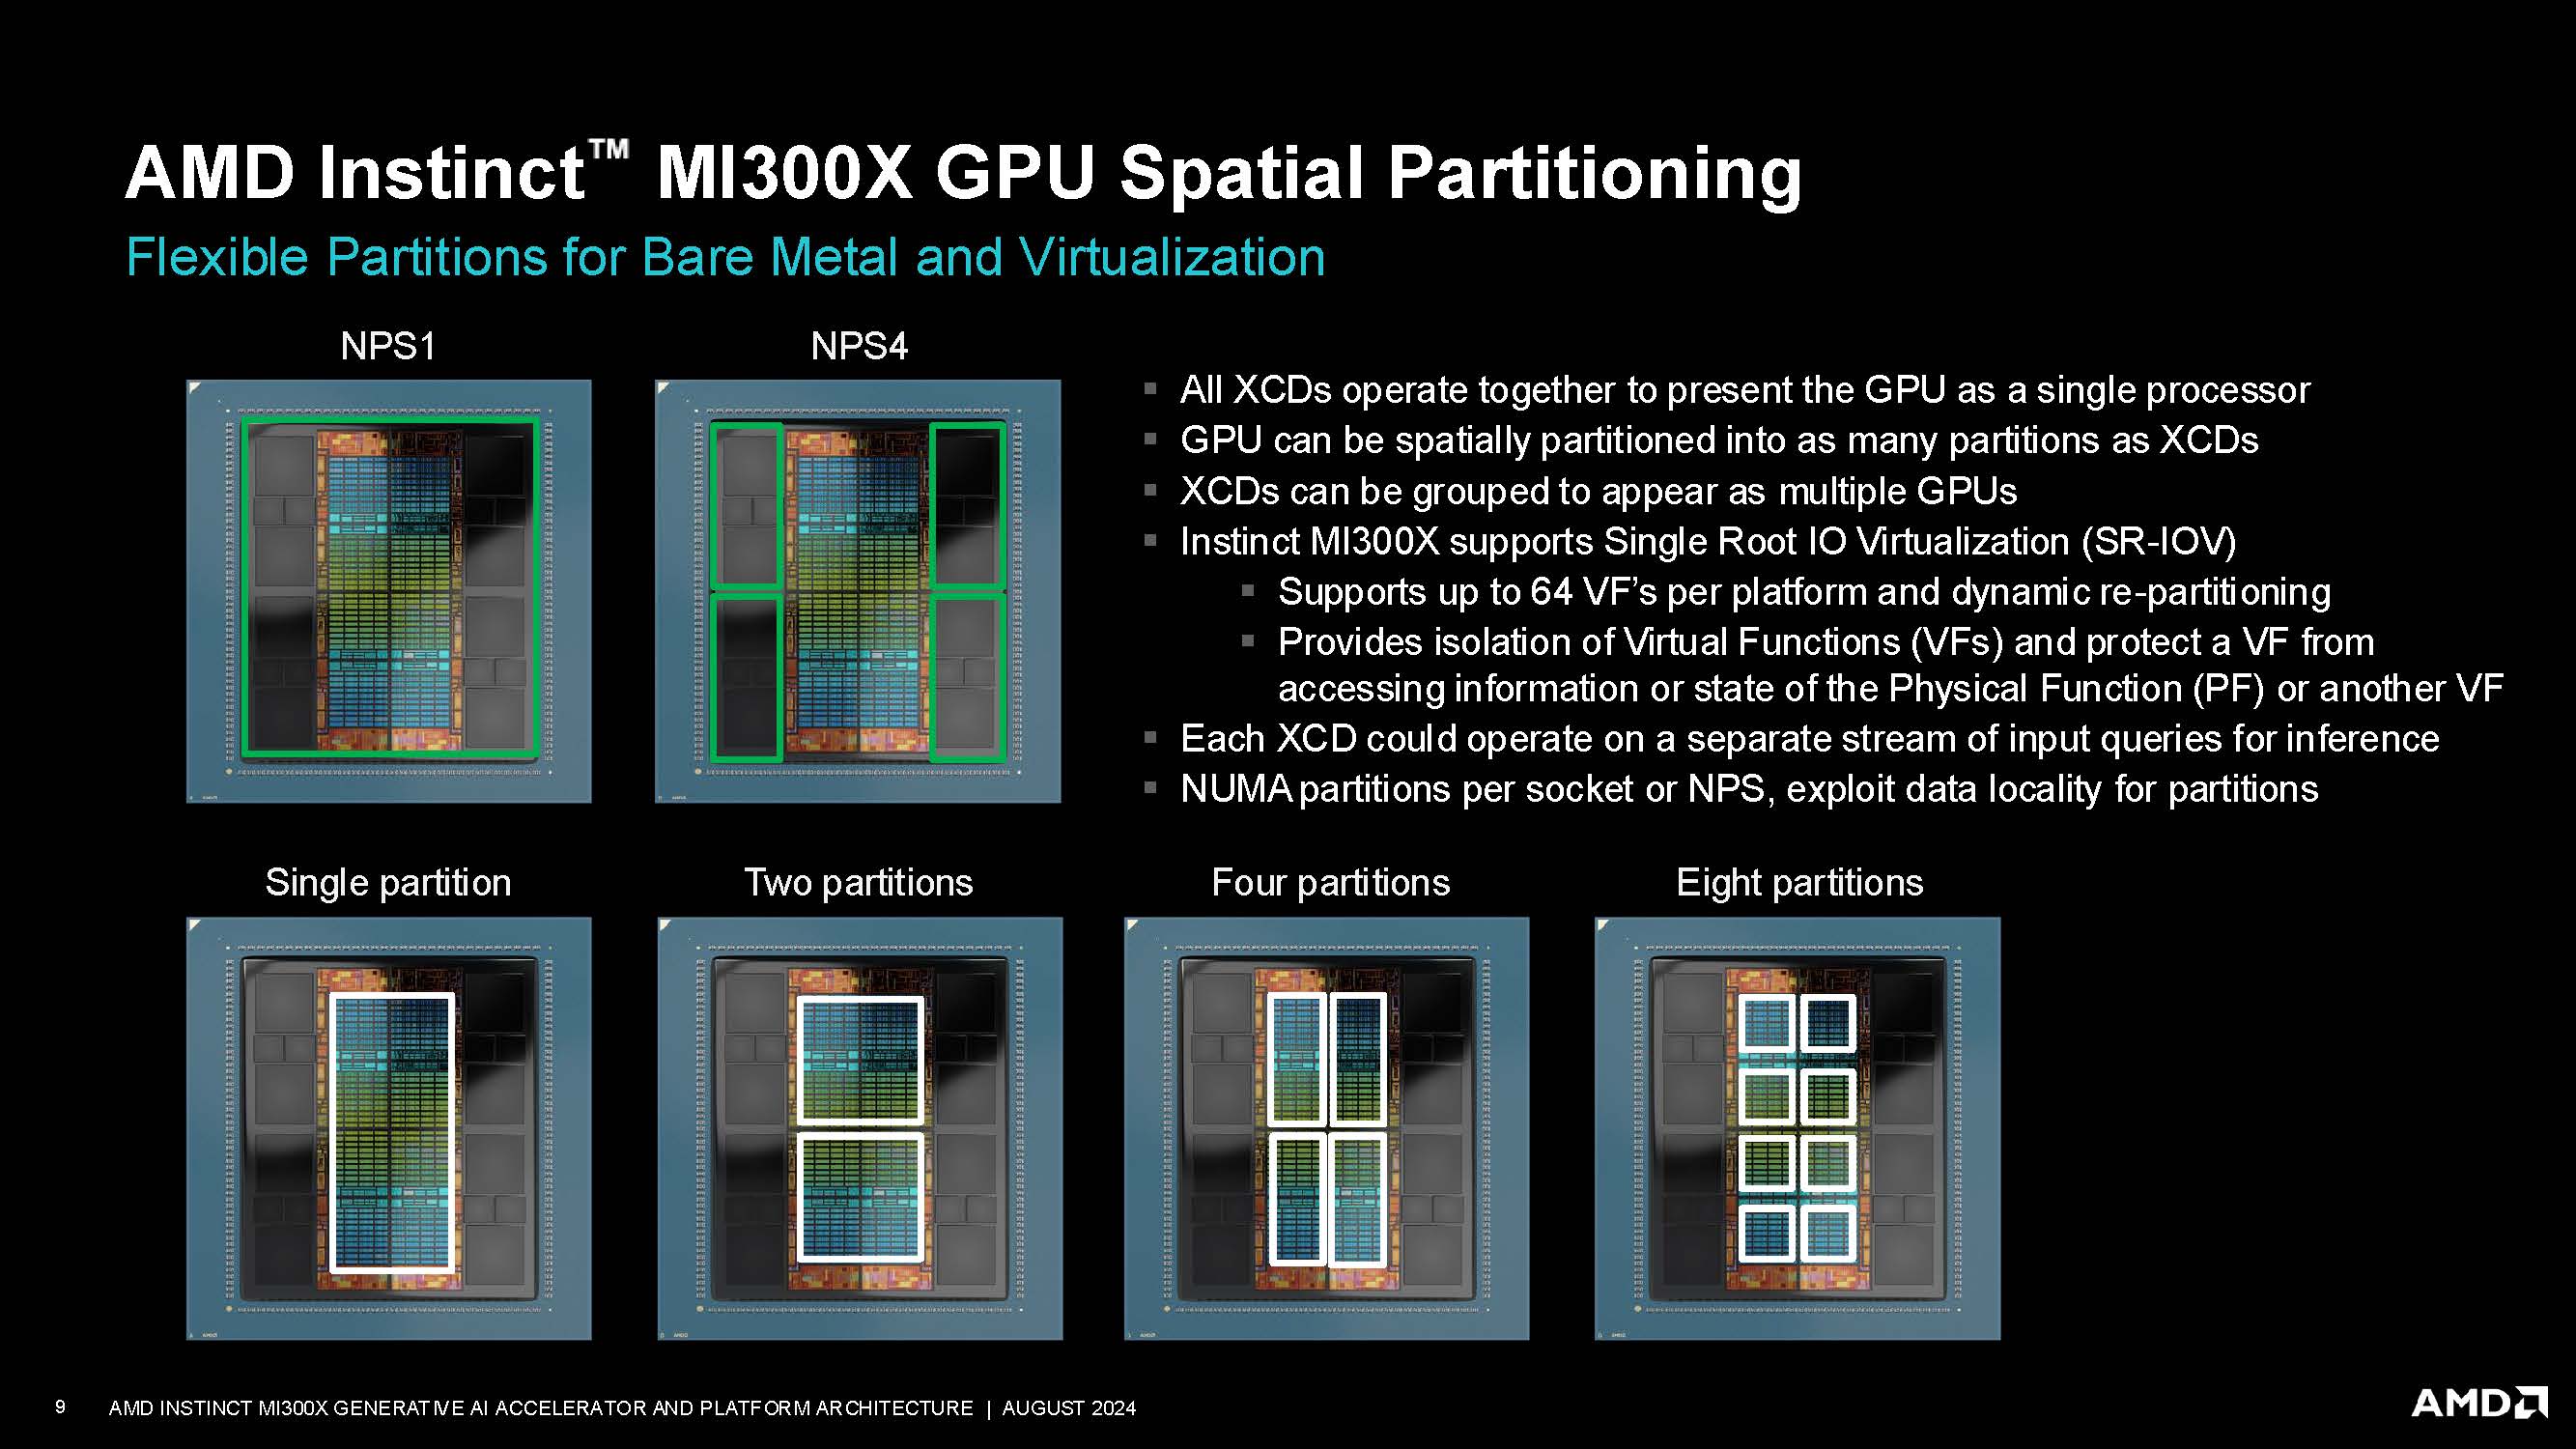 AMD Instinct™ MI300X GPU Spatial Partitioning
Flexible Partitions for Bare Metal and Virtualization
NPS1
NPS4
▪ All XCDs operate together to present the GPU as a single processor
▪ GPU can be spatially partitioned into as many partitions as XCDs
▪ XCDs can be grouped to appear as multiple GPUs
▪ Instinct MI300X supports Single Root IO Virtualization (SR-IOV)
▪ Supports up to 64 VF’s per platform and dynamic re-partitioning
▪ Provides isolation of Virtual Functions (VFs) and protect a VF from
accessing information or state of the Physical Function (PF) or another VF
▪ Each XCD could operate on a separate stream of input queries for inference
▪ NUMA partitions per socket or NPS, exploit data locality for partitions
Single partition
Two partitions
Four partitions
Eight partitions
9 AMD INSTINCT MI300X GENERATIVE AI ACCELERATOR AND PLATFORM ARCHITECTURE | AUGUST 2024
AMD